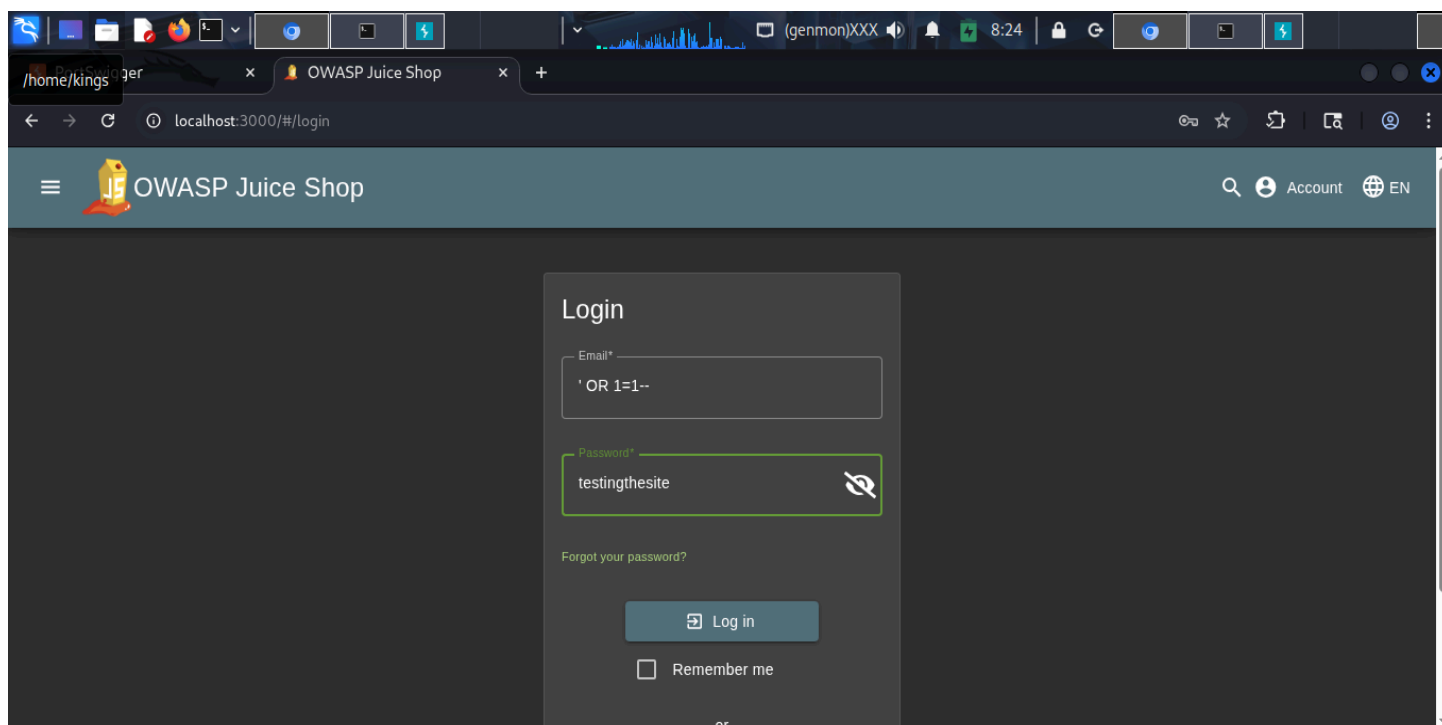 (genmon)XXX 8:24
/home/kings
OWASP Juice Shop
localhost:3000/#/login
OWASP Juice Shop
Account
EN
Login
Email*
' OR 1=1--
Password*
testingthesite
Forgot your password?
Log in
Remember me